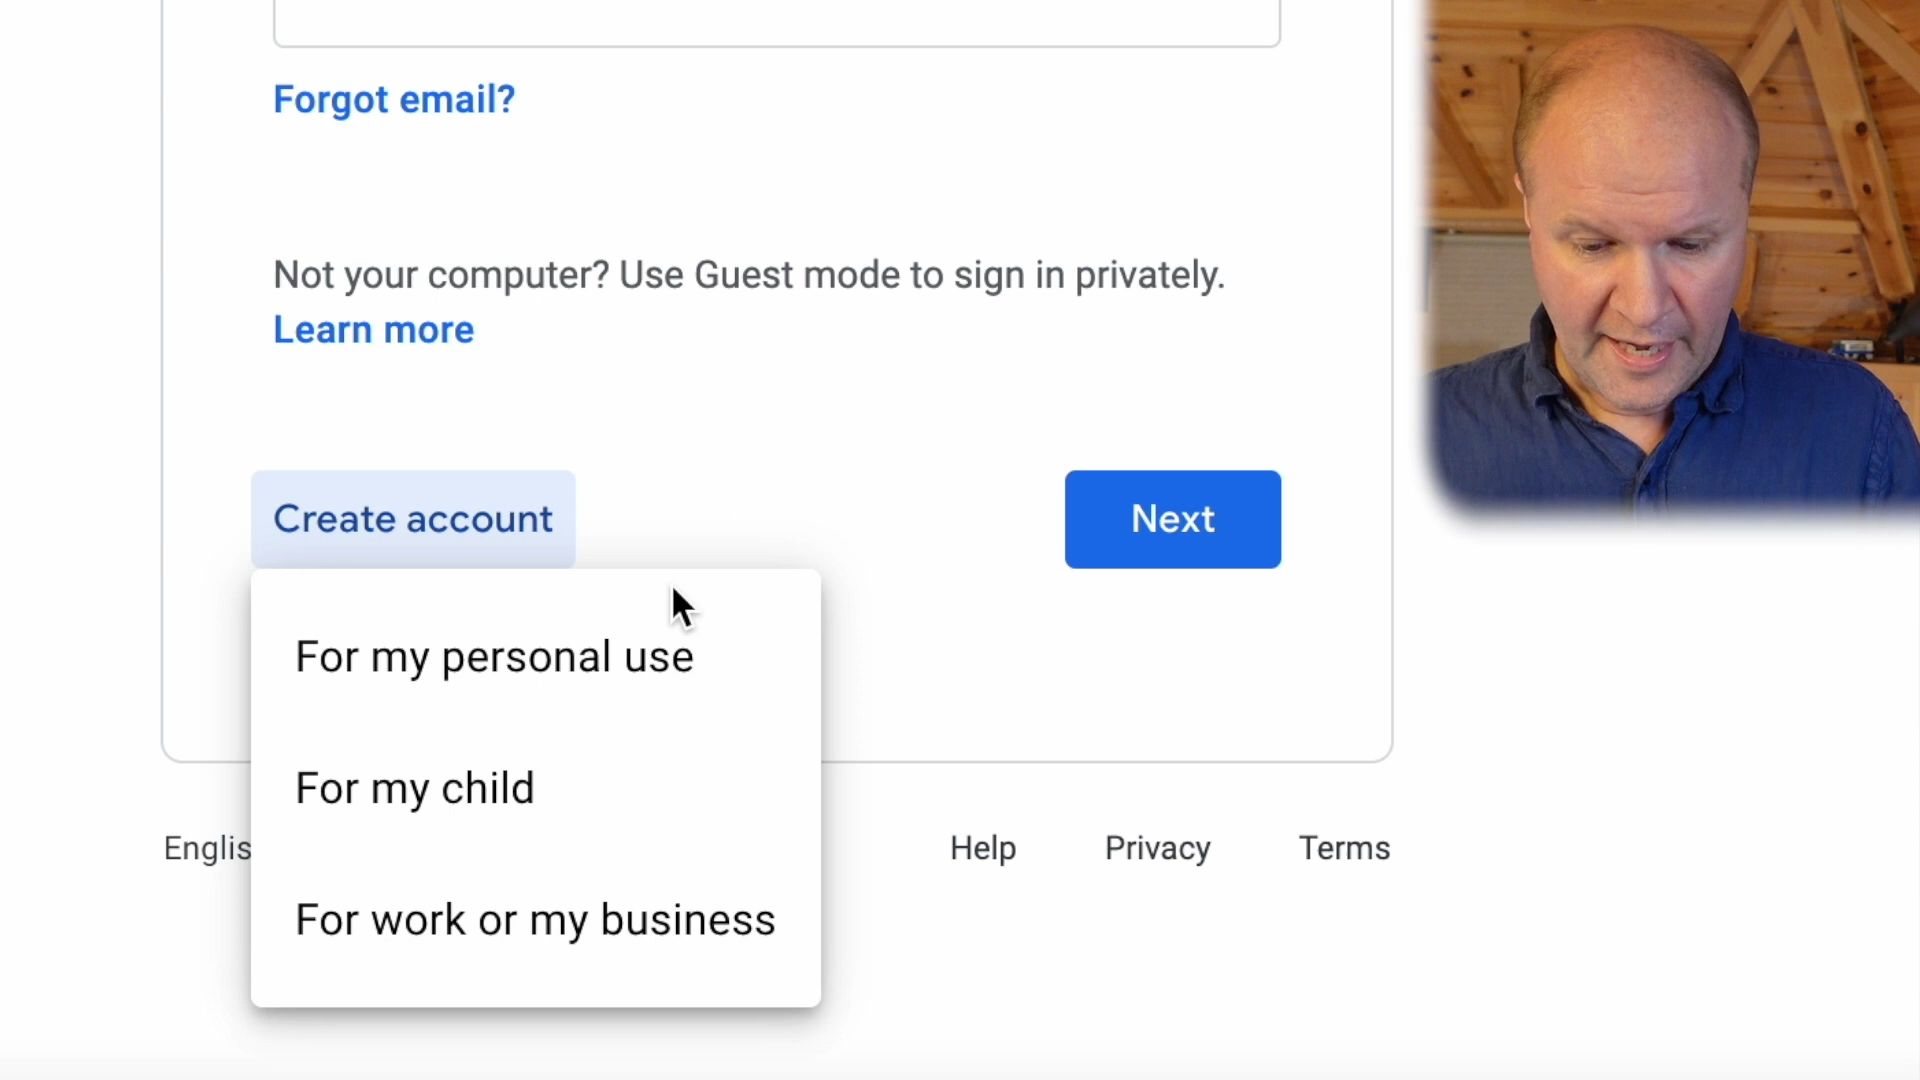 Forgot email?
Not your computer? Use Guest mode to sign in privately.
Learn more
Create account
Next
For my personal use
For my child
For work or my business
Englis
Help
Privacy
Terms